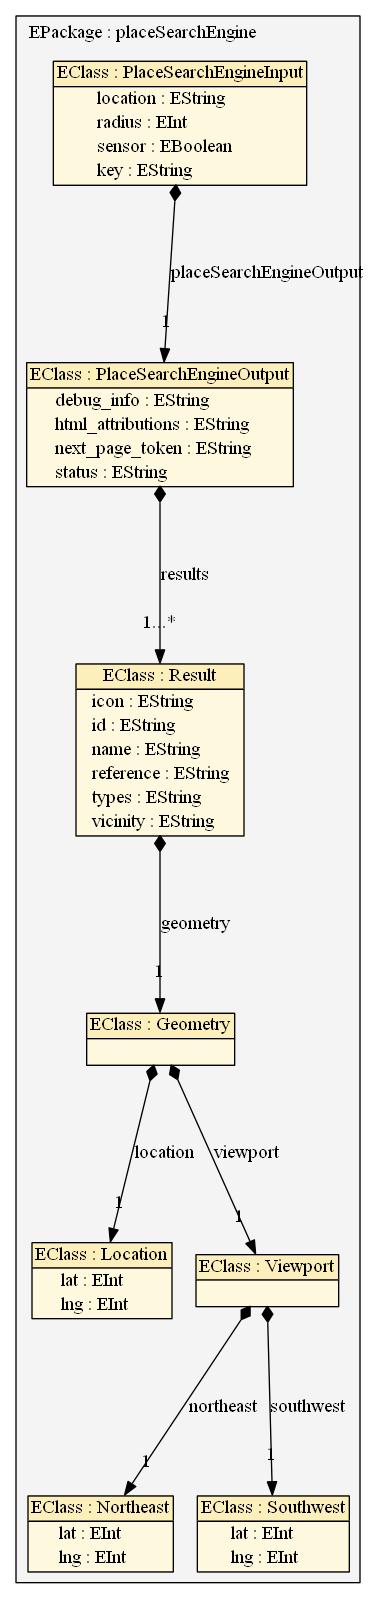 EPackage : placeSearchEngine
EClass : PlaceSearchEngineInput
location : EString
radius : EInt
sensor : EBoolean
key : EString
placeSearchEngineOutput
1
EClass : PlaceSearchEngineOutput
debug_info : EString
html_attributions : EString
next_page_token : EString
status : EString
results
1...*
EClass : Result
icon : EString
id : EString
name : EString
reference : EString
types : EString
vicinity : EString
geometry
1
EClass : Geometry
location
viewport
1
1
EClass : Location
lat : EInt
lng : EInt
EClass : Viewport
northeast
southwest
1
1
EClass : Northeast
lat : EInt
lng : EInt
EClass : Southwest
lat : EInt
lng : EInt